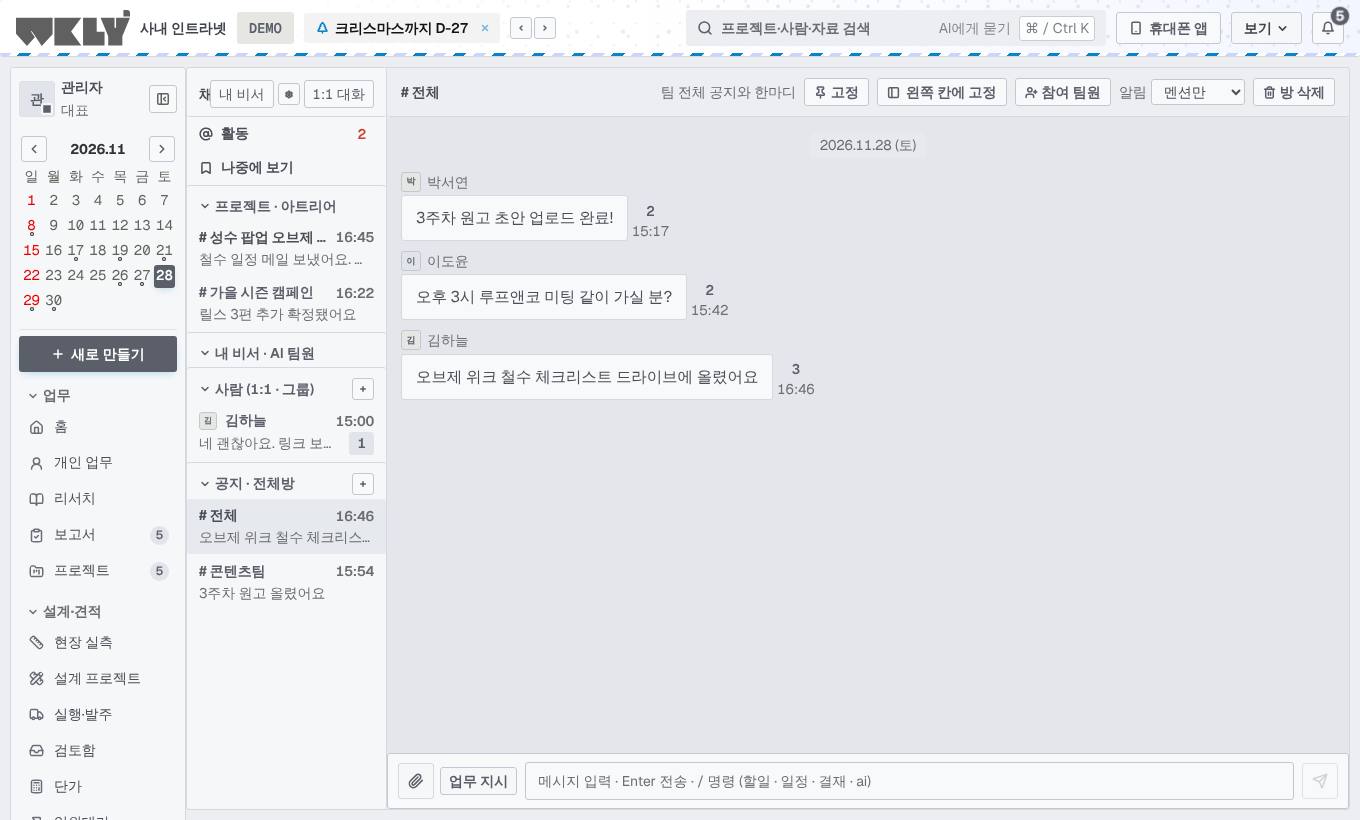 WKLY 사내 인트라넷 DEMO 크리스마스까지 D-27 × ‹ › 프로젝트·사람·자료 검색 AI에게 묻기 ⌘ / Ctrl K 휴대폰 앱 보기 5
관 관리자
대표
2026.11
일 월 화 수 목 금 토
1 2 3 4 5 6 7
8 9 10 11 12 13 14
15 16 17 18 19 20 21
22 23 24 25 26 27 28
29 30
+ 새로 만들기
업무
홈
개인 업무
리서치
보고서 5
프로젝트 5
설계·견적
현장 실측
설계 프로젝트
실행·발주
검토함
단가
내 비서 1:1 대화
활동 2
나중에 보기
프로젝트 · 아트리어
# 성수 팝업 오브제 ... 16:45
철수 일정 메일 보냈어요. ...
# 가을 시즌 캠페인 16:22
릴스 3편 추가 확정됐어요
내 비서 · AI 팀원
사람 (1:1 · 그룹) +
김 김하늘 15:00
네 괜찮아요. 링크 보... 1
공지 · 전체방 +
# 전체 16:46
오브제 위크 철수 체크리스...
# 콘텐츠팀 15:54
3주차 원고 올렸어요
# 전체 팀 전체 공지와 한마디 고정 왼쪽 칸에 고정 참여 팀원 알림 멘션만 방 삭제
2026.11.28 (토)
박 박서연
3주차 원고 초안 업로드 완료! 2
15:17
이 이도윤
오후 3시 루프앤코 미팅 같이 가실 분? 2
15:42
김 김하늘
오브제 위크 철수 체크리스트 드라이브에 올렸어요 3
16:46
업무 지시 메시지 입력 · Enter 전송 · / 명령 (할일 · 일정 · 결재 · ai)